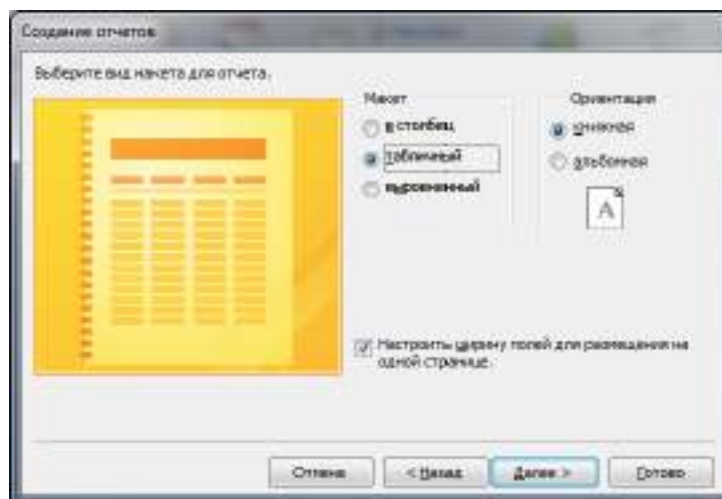 Создание отчетов
Выберите вид макета для отчета.
Макет
в столбец
табличный
выровненный
Ориентация
книжная
альбомная
A
Настроить ширину полей для размещения на
одной странице.
Отмена
< Назад
Далее >
Готово